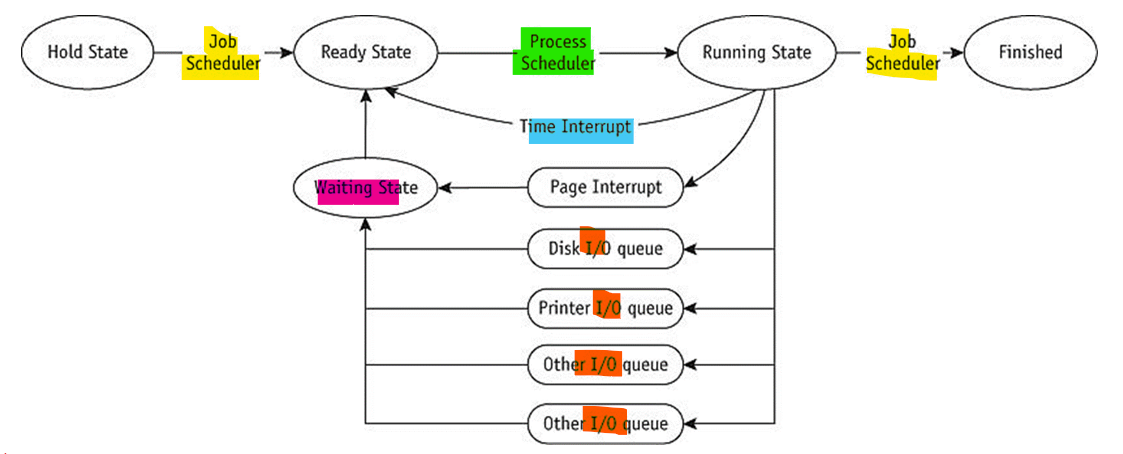 Hold State
Job
Scheduler
Ready State
Process
Scheduler
Running State
Job
Scheduler
Finished
Time Interrupt
Waiting State
Page Interrupt
Disk I/O queue
Printer I/O queue
Other I/O queue
Other I/O queue